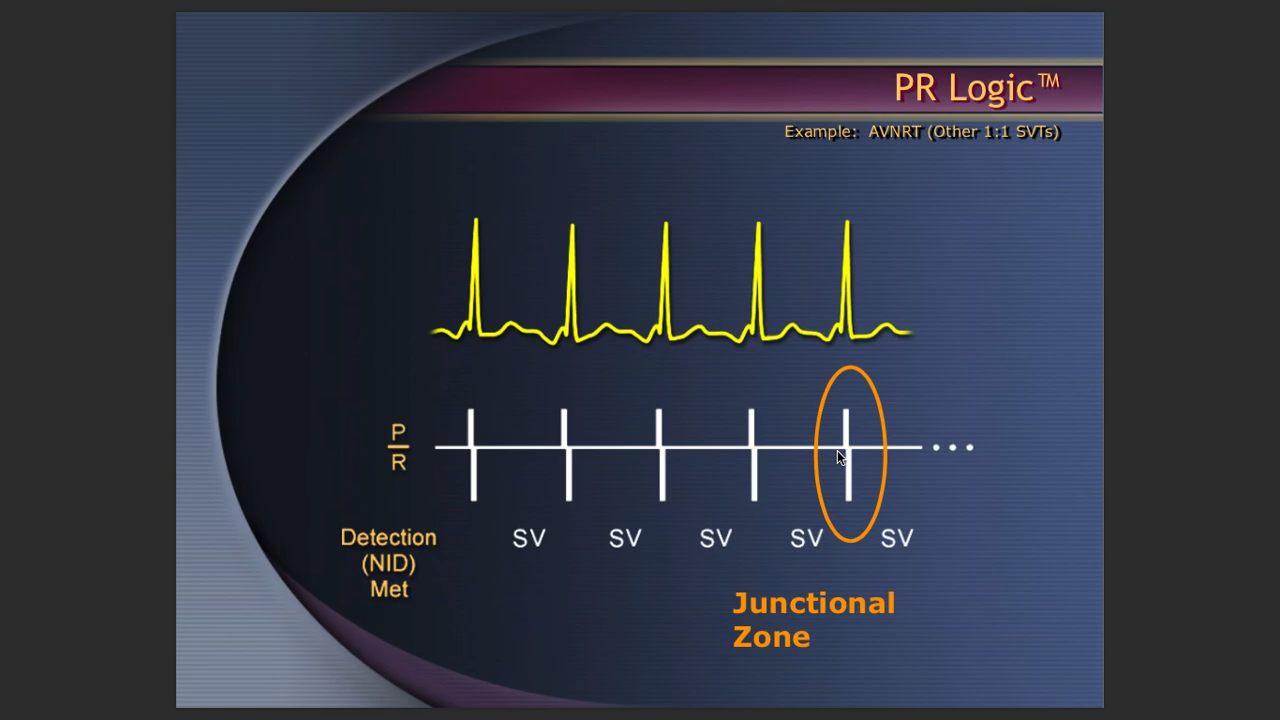 PR Logic™
Example: AVNRT (Other 1:1 SVTs)
P
R
Detection
(NID)
Met
SV SV SV SV SV
Junctional
Zone